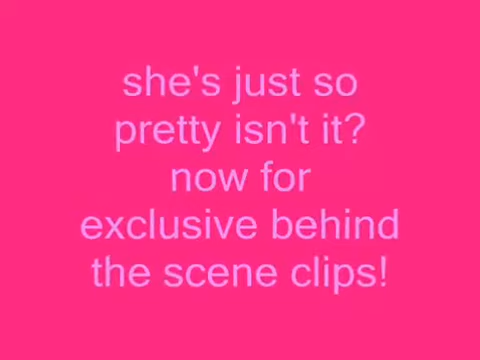 she's just so
pretty isn't it?
now for
exclusive behind
the scene clips!